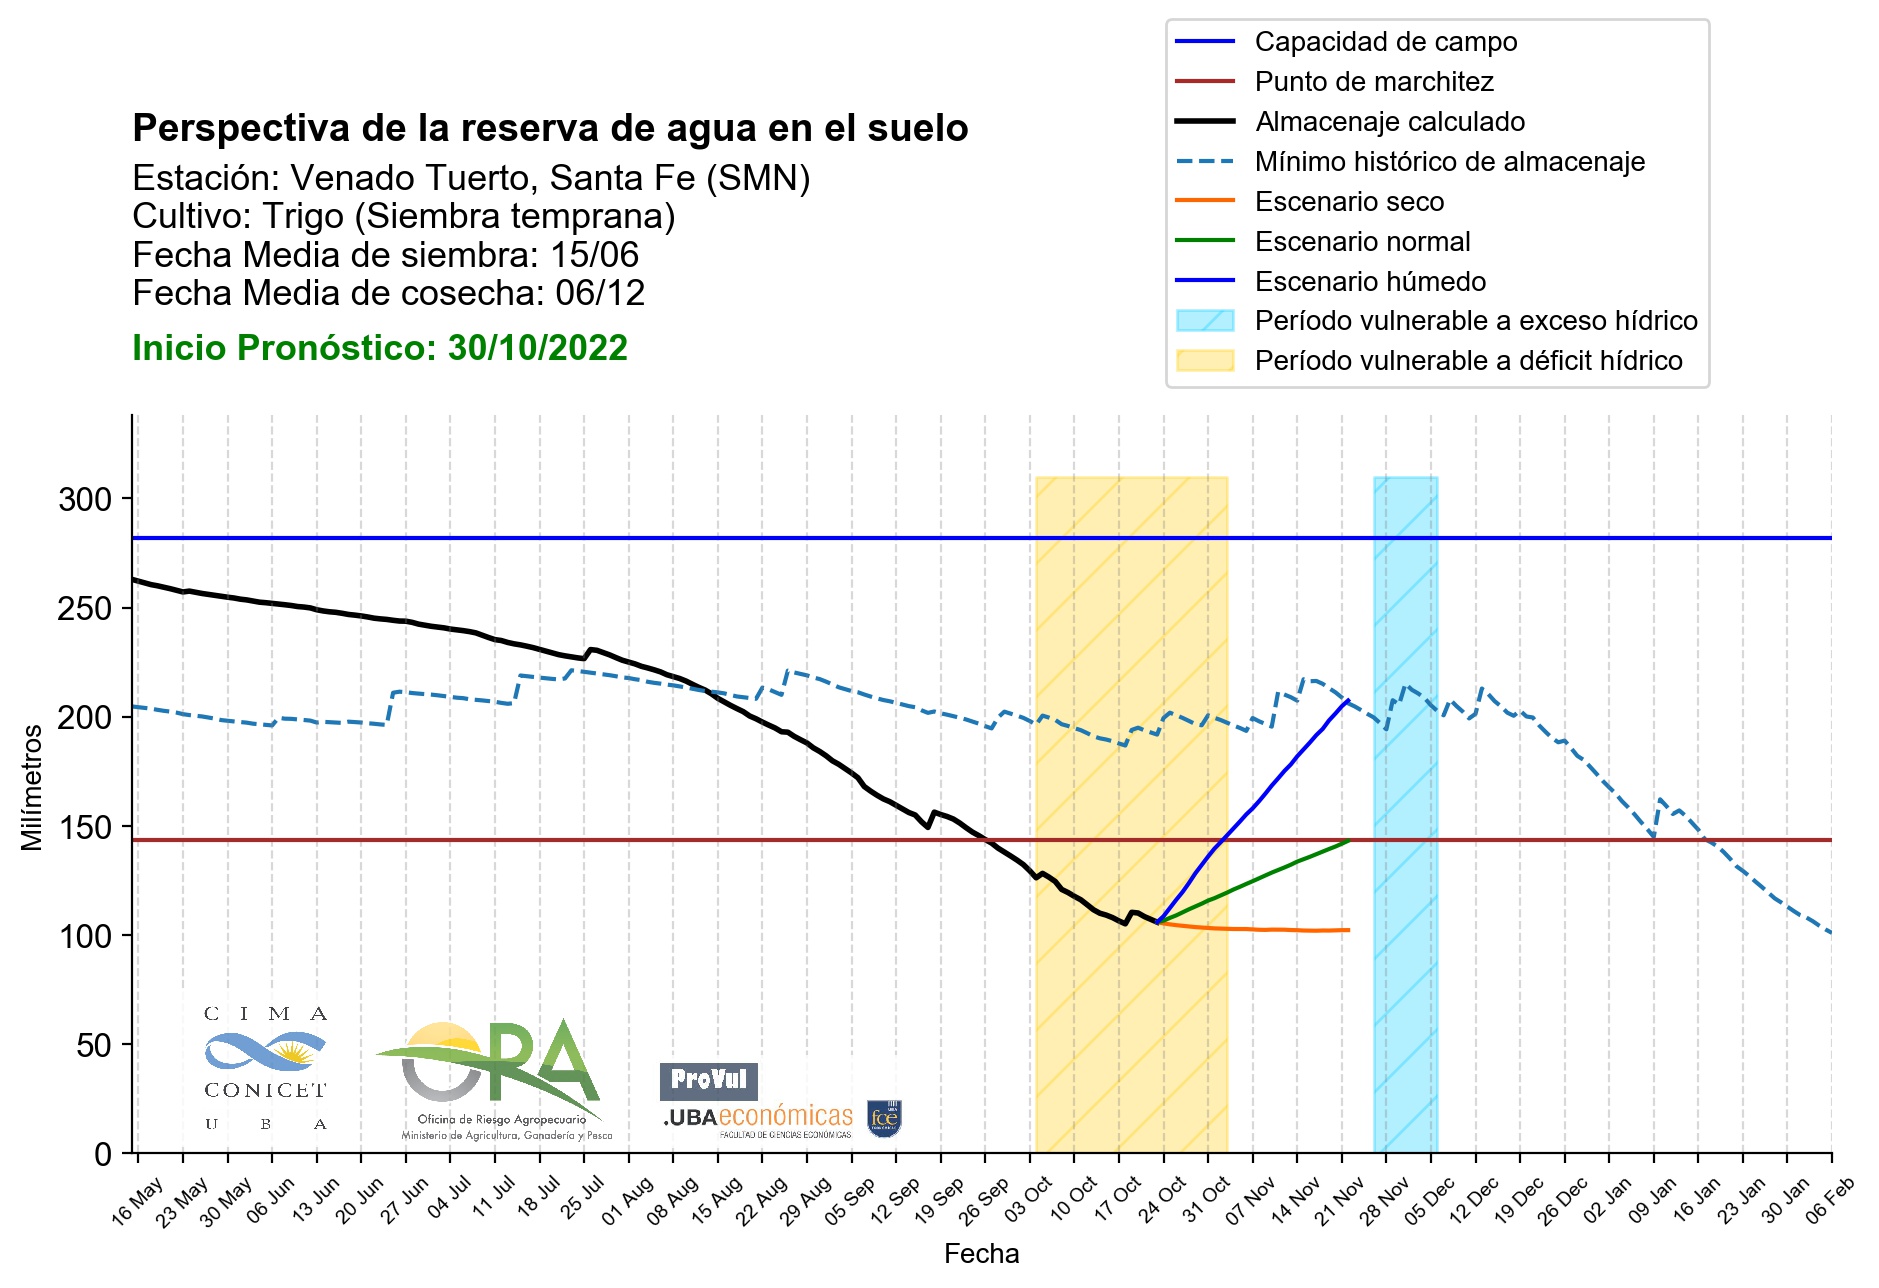 Capacidad de campo
Punto de marchitez
Almacenaje calculado
Mínimo histórico de almacenaje
Escenario seco
Escenario normal
Escenario húmedo
Período vulnerable a exceso hídrico
Período vulnerable a déficit hídrico
Perspectiva de la reserva de agua en el suelo
Estación: Venado Tuerto, Santa Fe (SMN)
Cultivo: Trigo (Siembra temprana)
Fecha Media de siembra: 15/06
Fecha Media de cosecha: 06/12
Inicio Pronóstico: 30/10/2022
300
250
200
150
100
50
0
Milímetros
C I M A
CONICET
U B A
ORA
Oficina de Riesgo Agropecuario
Ministerio de Agricultura, Ganadería y Pesca
ProVul
.UBAeconómicas
FACULTAD DE CIENCIAS ECONÓMICAS
UBA
fce
ECONÓMICAS
16 May
23 May
30 May
06 Jun
13 Jun
20 Jun
27 Jun
04 Jul
11 Jul
18 Jul
25 Jul
01 Aug
08 Aug
15 Aug
22 Aug
29 Aug
05 Sep
12 Sep
19 Sep
26 Sep
03 Oct
10 Oct
17 Oct
24 Oct
31 Oct
07 Nov
14 Nov
21 Nov
28 Nov
05 Dec
12 Dec
19 Dec
26 Dec
02 Jan
09 Jan
16 Jan
23 Jan
30 Jan
06 Feb
Fecha